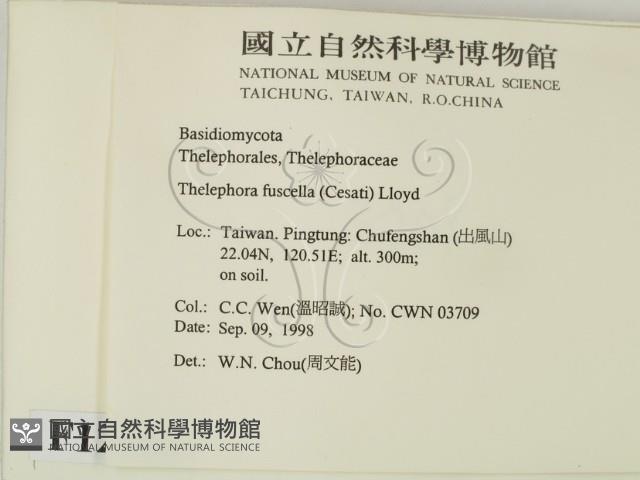 國立自然科學博物館
NATIONAL MUSEUM OF NATURAL SCIENCE
TAICHUNG, TAIWAN, R.O.CHINA
Basidiomycota
Thelephorales, Thelephoraceae
Thelephora fuscella (Cesati) Lloyd
Loc.: Taiwan. Pingtung: Chufengshan (出風山)
22.04N, 120.51E; alt. 300m;
on soil.
Col.: C.C. Wen(溫昭誠); No. CWN 03709
Date: Sep. 09, 1998
Det.: W.N. Chou(周文能)
國立自然科學博物館
NATIONAL MUSEUM OF NATURAL SCIENCE